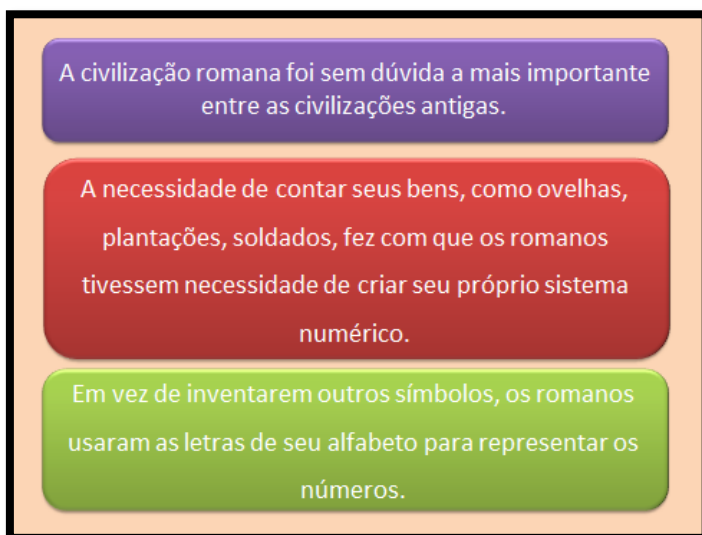 A civilização romana foi sem dúvida a mais importante
entre as civilizações antigas.
A necessidade de contar seus bens, como ovelhas,
plantações, soldados, fez com que os romanos
tivessem necessidade de criar seu próprio sistema
numérico.
Em vez de inventarem outros símbolos, os romanos
usaram as letras de seu alfabeto para representar os
números.